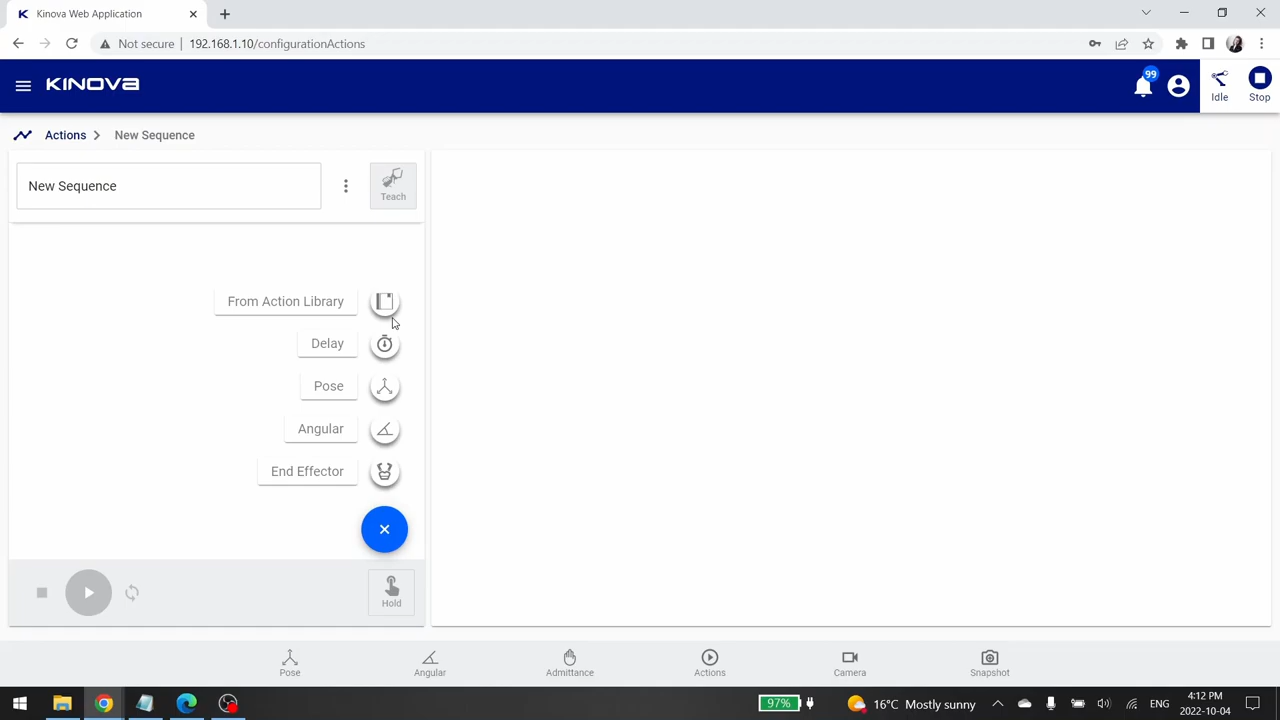 Kinova Web Application
Not secure
192.168.1.10/configurationActions
KINOVA
99
Idle
Stop
Actions
New Sequence
New Sequence
Teach
From Action Library
Delay
Pose
Angular
End Effector
Hold
Pose
Angular
Admittance
Actions
Camera
Snapshot
97%
16°C Mostly sunny
ENG
4:12 PM
2022-10-04